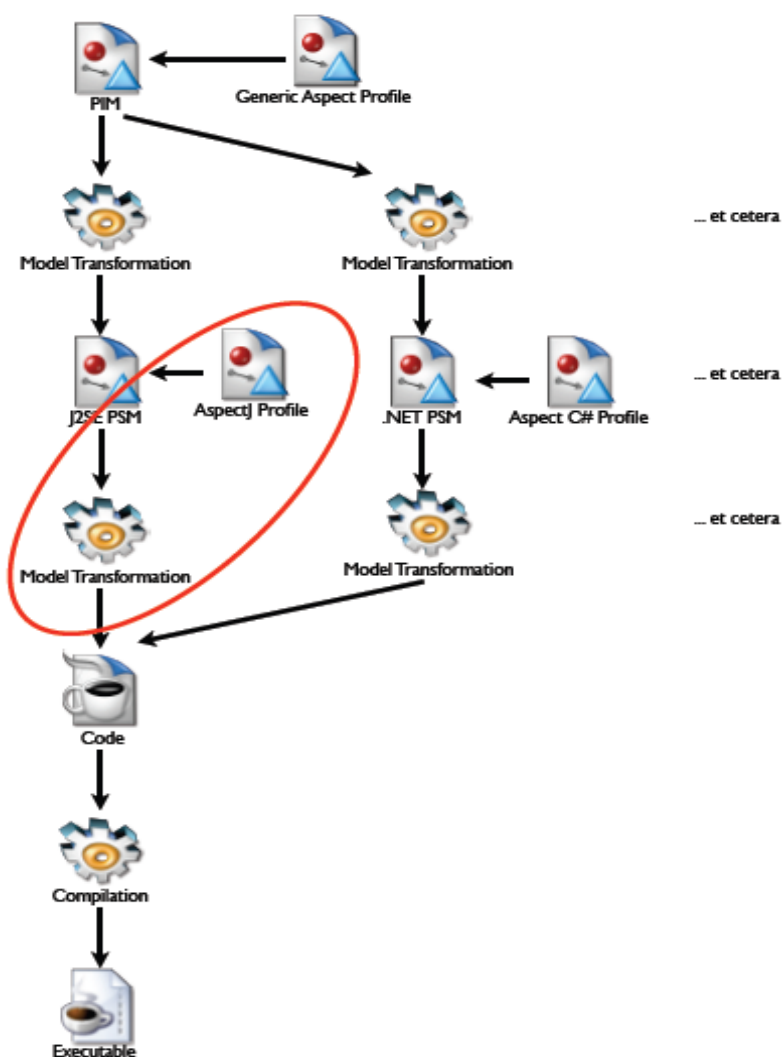 PIM
Generic Aspect Profile
Model Transformation
Model Transformation
... et cetera
J2SE PSM
AspectJ Profile
.NET PSM
Aspect C# Profile
... et cetera
Model Transformation
Model Transformation
... et cetera
Code
Compilation
Executable